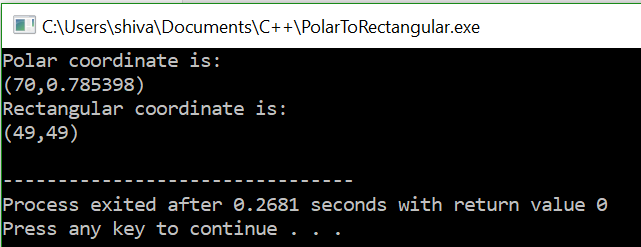 C:\Users\shiva\Documents\C++\PolarToRectangular.exe
Polar coordinate is:
(70,0.785398)
Rectangular coordinate is:
(49,49)
--------------------------------
Process exited after 0.2681 seconds with return value 0
Press any key to continue . . .